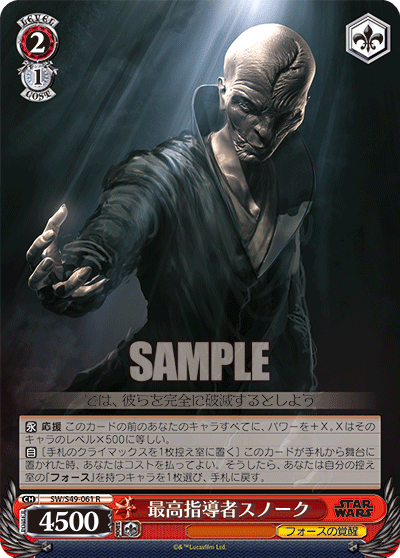 LEVEL
2
1
COST
SAMPLE
では、彼らを完全に破滅するとしよう
永 応援 このカードの前のあなたのキャラすべてに、パワーを＋X。Xはそ
のキャラのレベル×500に等しい。
自 ［手札のクライマックスを1枚控え室に置く］ このカードが手札から舞台に
置かれた時、あなたはコストを払ってよい。そうしたら、あなたは自分の控え
室の《フォース》を持つキャラを1枚選び、手札に戻す。
CH
SW/S49-061 R
POWER
4500
最高指導者スノーク
STAR WARS
フォースの覚醒
©&™Lucasfilm Ltd.